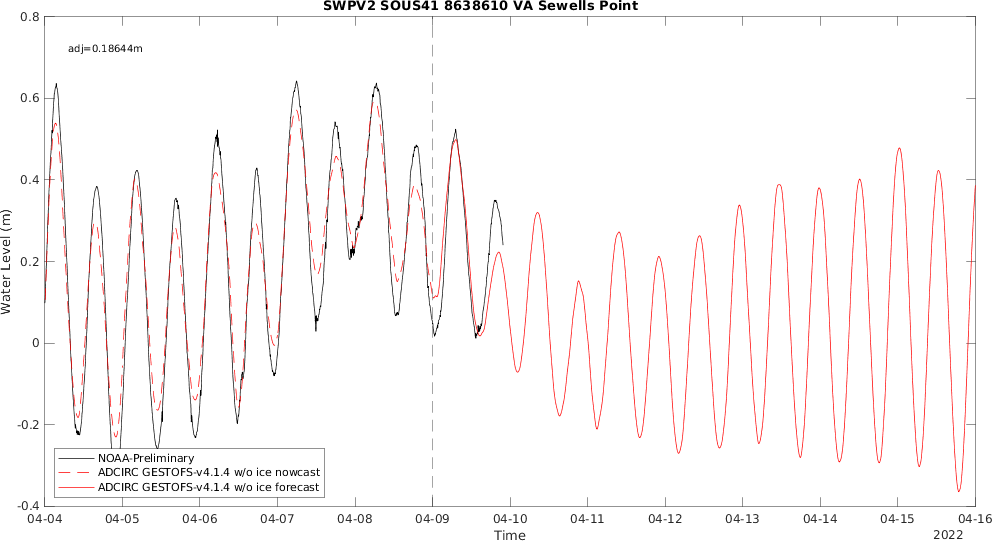 SWPV2 SOUS41 8638610 VA Sewells Point
adj=0.18644m
Water Level (m)
0.8
0.6
0.4
0.2
0
-0.2
-0.4
NOAA-Preliminary
ADCIRC GESTOFS-v4.1.4 w/o ice nowcast
ADCIRC GESTOFS-v4.1.4 w/o ice forecast
04-04 04-05 04-06 04-07 04-08 04-09 04-10 04-11 04-12 04-13 04-14 04-15 04-16
Time
2022